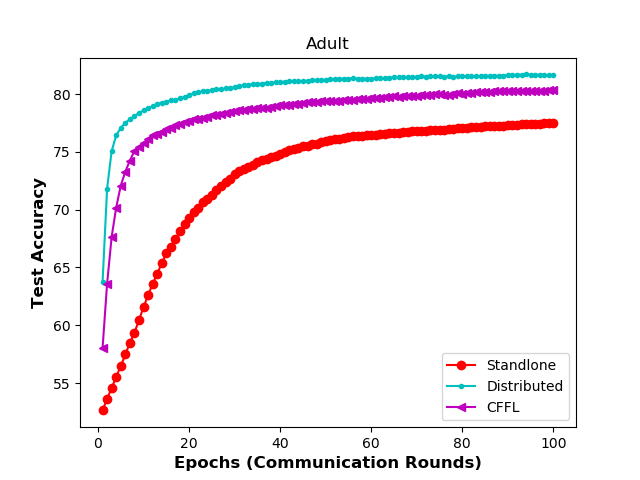 Adult
Test Accuracy
80
75
70
65
60
55
0 20 40 60 80 100
Epochs (Communication Rounds)
Standlone
Distributed
CFFL